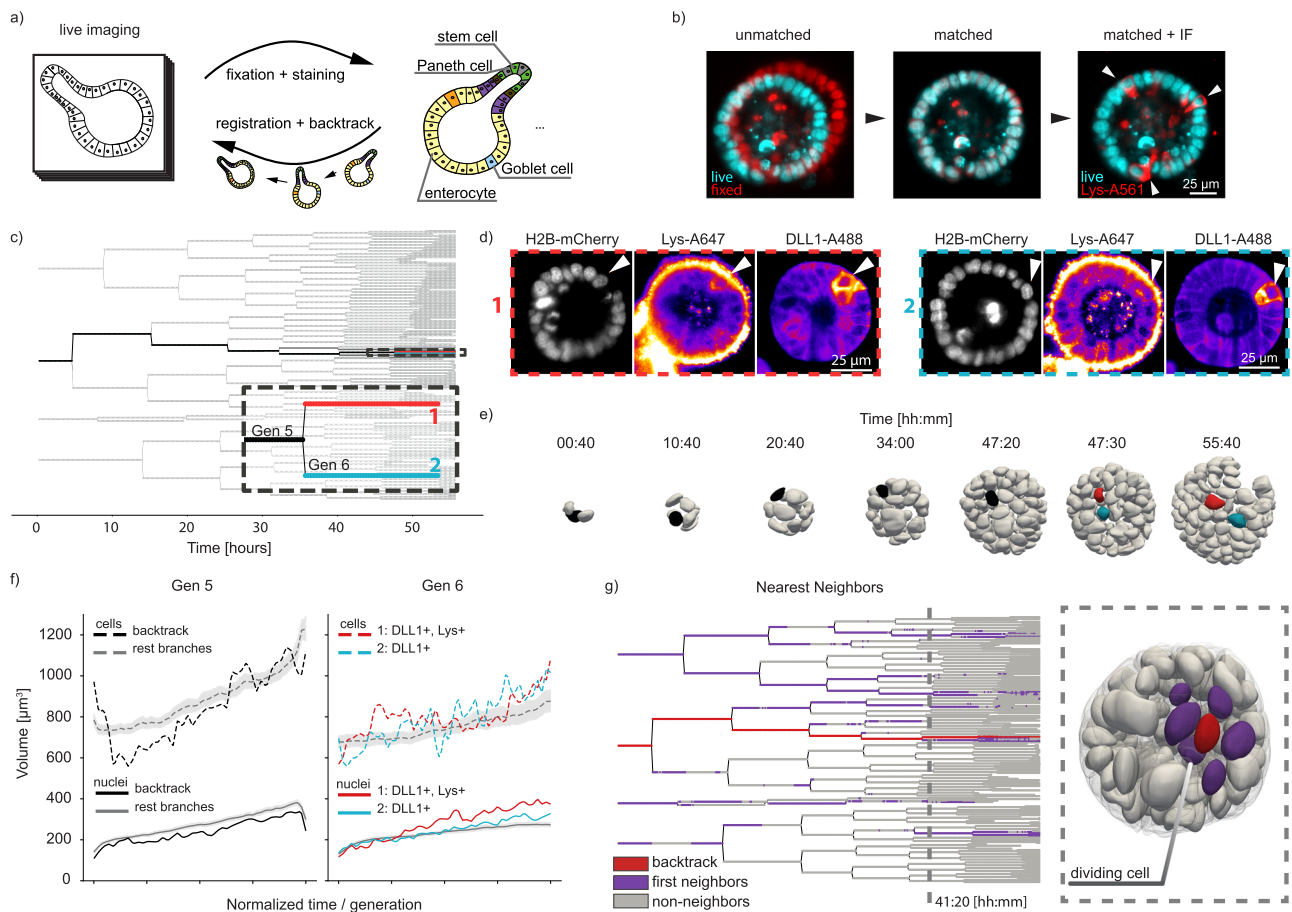 a)
live imaging
fixation + staining
registration + backtrack
stem cell
Paneth cell
...
Goblet cell
enterocyte
b)
unmatched
matched
matched + IF
live
fixed
live
Lys-A561
25 µm
c)
Gen 5
Gen 6
1
2
0
10
20
30
40
50
Time [hours]
d)
H2B-mCherry
Lys-A647
DLL1-A488
1
25 µm
H2B-mCherry
Lys-A647
DLL1-A488
2
25 µm
e)
Time [hh:mm]
00:40
10:40
20:40
34:00
47:20
47:30
55:40
f)
Gen 5
Gen 6
Volume [µm³]
1200
1000
800
600
400
200
0
cells
backtrack
rest branches
nuclei
backtrack
rest branches
cells
1: DLL1+, Lys+
2: DLL1+
nuclei
1: DLL1+, Lys+
2: DLL1+
Normalized time / generation
g)
Nearest Neighbors
backtrack
first neighbors
non-neighbors
41:20 [hh:mm]
dividing cell